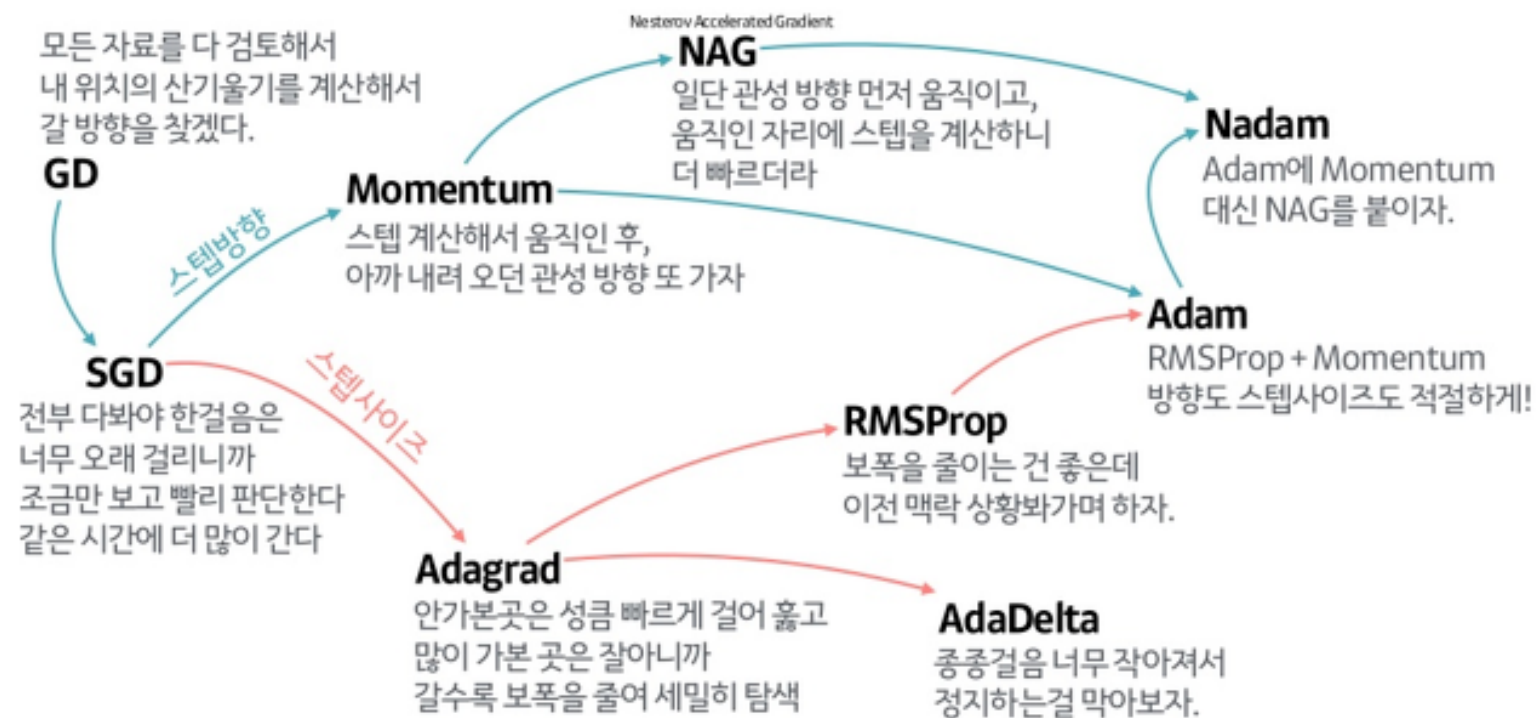 모든 자료를 다 검토해서
내 위치의 산기울기를 계산해서
갈 방향을 찾겠다.
GD
스텝방향
SGD
전부 다봐야 한걸음은
너무 오래 걸리니까
조금만 보고 빨리 판단한다
같은 시간에 더 많이 간다
Momentum
스텝 계산해서 움직인 후,
아까 내려 오던 관성 방향 또 가자
Nesterov Accelerated Gradient
NAG
일단 관성 방향 먼저 움직이고,
움직인 자리에 스텝을 계산하니
더 빠르더라
Nadam
Adam에 Momentum
대신 NAG를 붙이자.
Adam
RMSProp + Momentum
방향도 스텝사이즈도 적절하게!
스텝사이즈
RMSProp
보폭을 줄이는 건 좋은데
이전 맥락 상황봐가며 하자.
Adagrad
안가본곳은 성큼 빠르게 걸어 훑고
많이 가본 곳은 잘아니까
갈수록 보폭을 줄여 세밀히 탐색
AdaDelta
종종걸음 너무 작아져서
정지하는걸 막아보자.